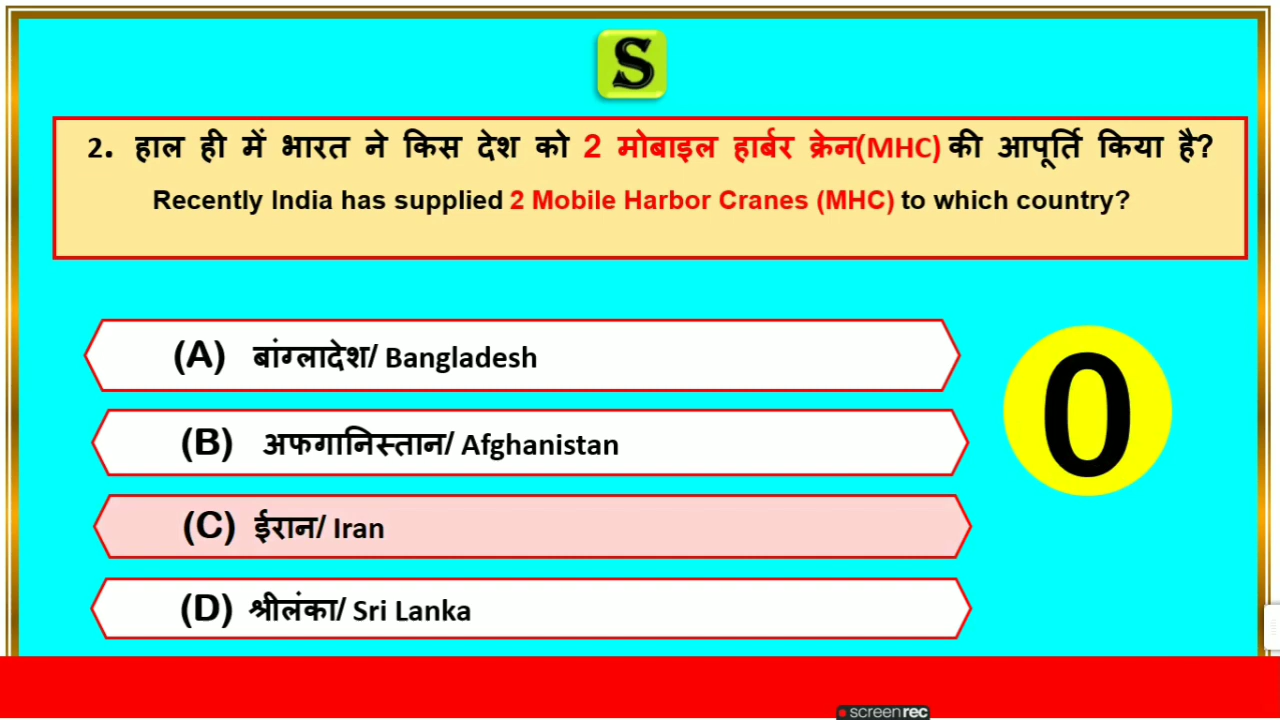 S
2. हाल ही में भारत ने किस देश को 2 मोबाइल हार्बर क्रेन(MHC) की आपूर्ति किया है?
Recently India has supplied 2 Mobile Harbor Cranes (MHC) to which country?
(A) बांग्लादेश/ Bangladesh
0
(B) अफगानिस्तान/ Afghanistan
(C) ईरान/ Iran
(D) श्रीलंका/ Sri Lanka
screenrec